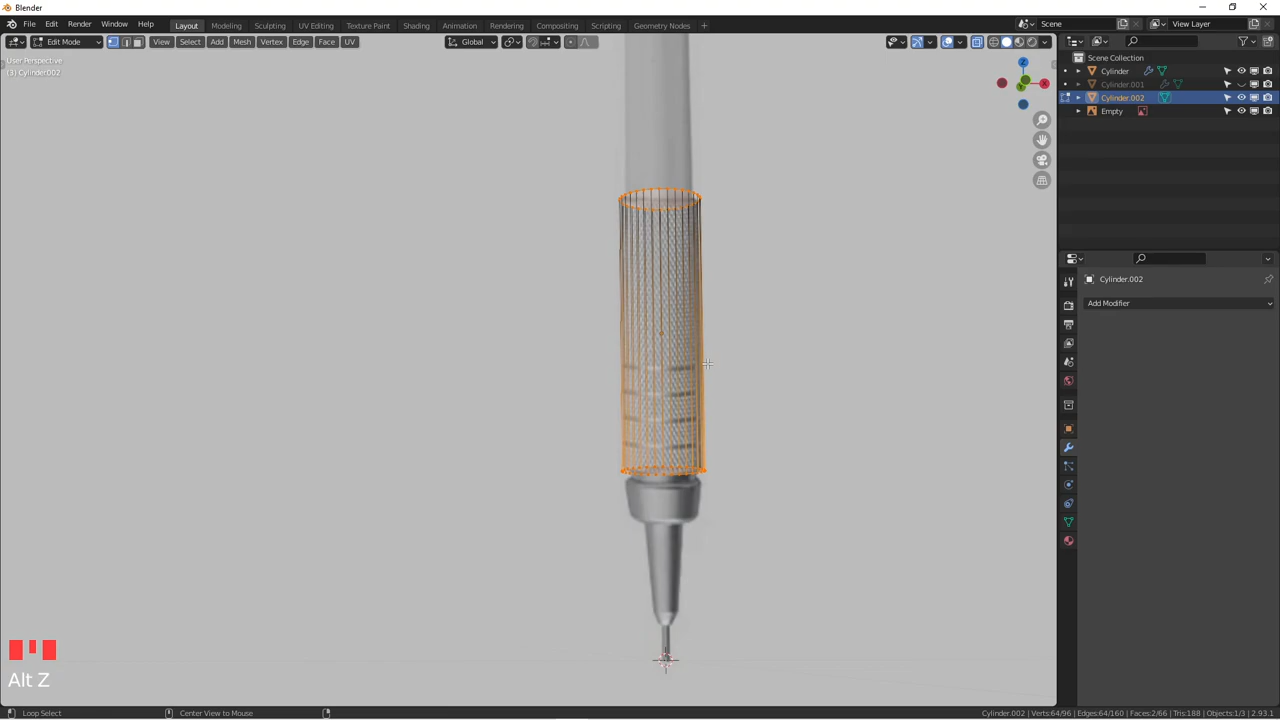 Blender
File Edit Render Window Help Layout Modeling Sculpting UV Editing Texture Paint Shading Animation Rendering Compositing Scripting Geometry Nodes + Scene View Layer
Edit Mode View Select Add Mesh Vertex Edge Face UV Global
User Perspective
(3) Cylinder.002
Z
X
Y
Scene Collection
Cylinder
Cylinder.001
Cylinder.002
Empty
Cylinder.002
Add Modifier
Alt Z
Loop Select Center View to Mouse Cylinder.002 | Verts:64/96 | Edges:64/160 | Faces:2/66 | Tris:188 | Objects:1/3 | 2.93.1